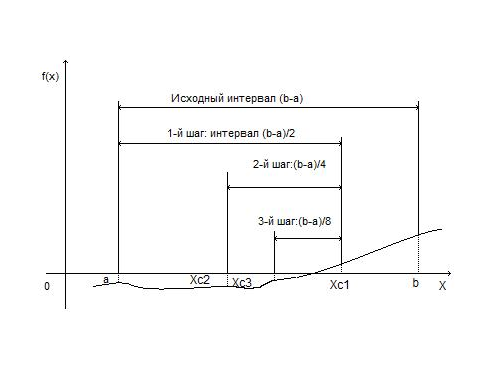 f(x)
Исходный интервал (b-a)
1-й шаг: интервал (b-a)/2
2-й шаг:(b-a)/4
3-й шаг:(b-a)/8
0
a
Xc2
Xc3
Xc1
b
X